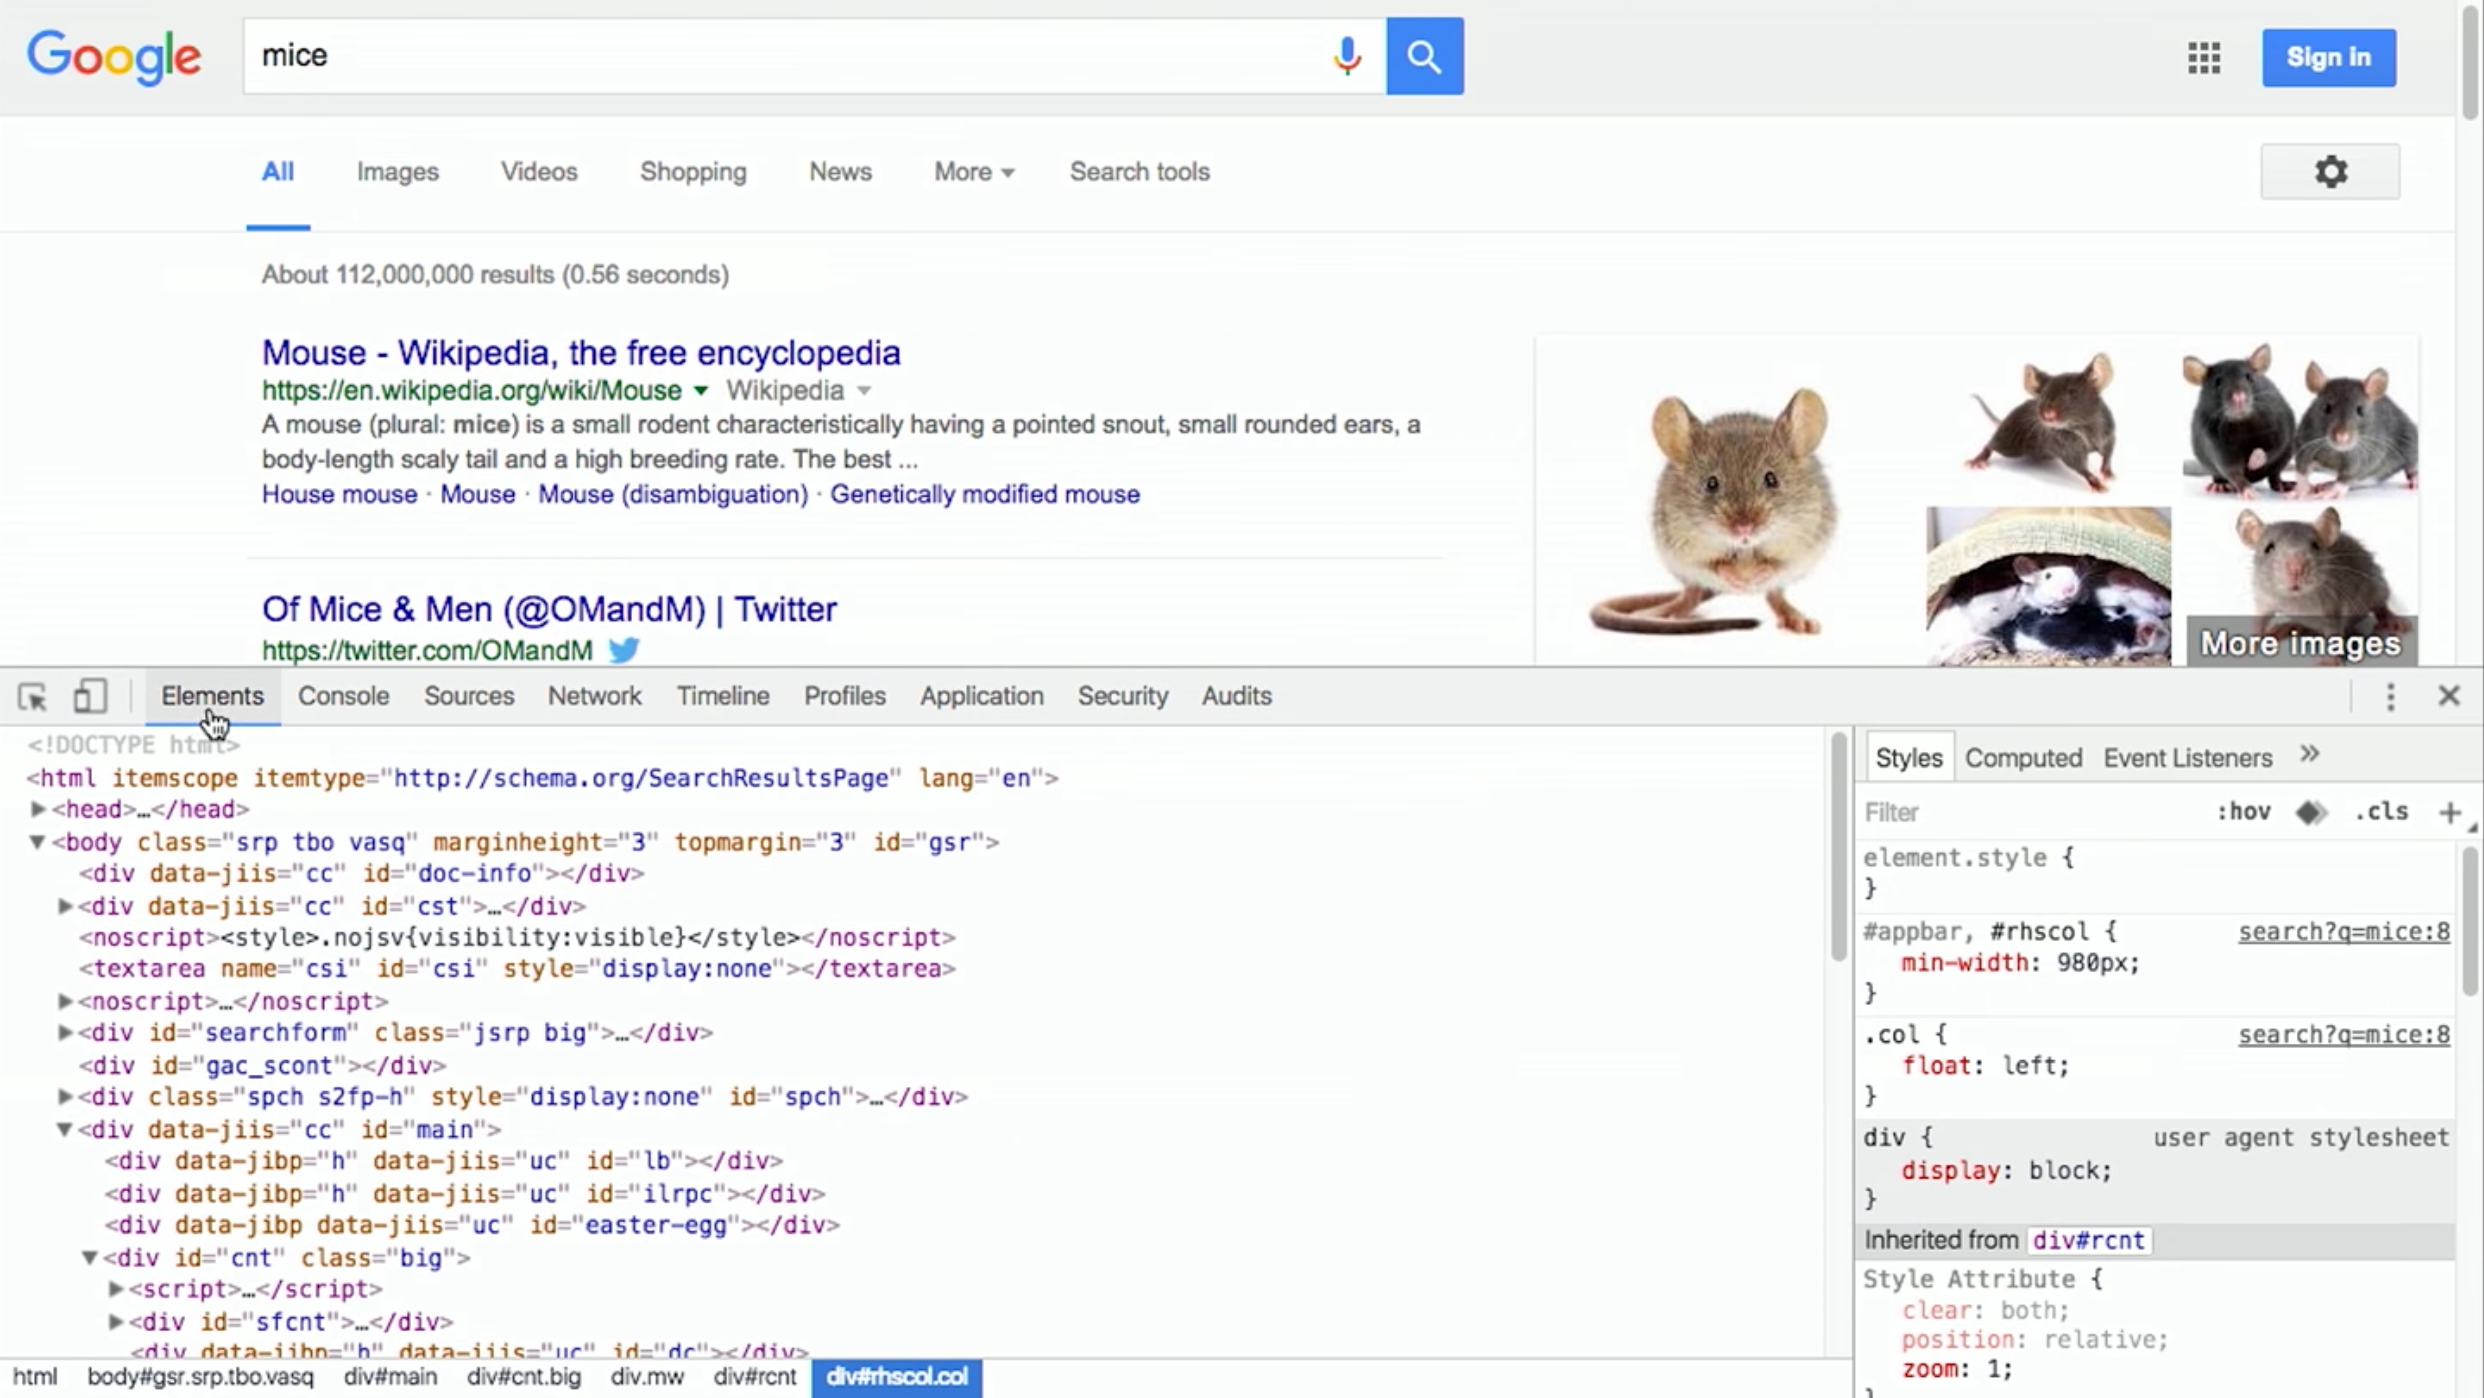 Google
mice
Sign in
All Images Videos Shopping News More Search tools
About 112,000,000 results (0.56 seconds)
Mouse - Wikipedia, the free encyclopedia
https://en.wikipedia.org/wiki/Mouse Wikipedia
A mouse (plural: mice) is a small rodent characteristically having a pointed snout, small rounded ears, a
body-length scaly tail and a high breeding rate. The best ...
House mouse · Mouse · Mouse (disambiguation) · Genetically modified mouse
Of Mice & Men (@OMandM) | Twitter
https://twitter.com/OMandM
More images
Elements Console Sources Network Timeline Profiles Application Security Audits
<!DOCTYPE html>
<html itemscope itemtype="http://schema.org/SearchResultsPage" lang="en">
<head>…</head>
<body class="srp tbo vasq" marginheight="3" topmargin="3" id="gsr">
<div data-jiis="cc" id="doc-info"></div>
<div data-jiis="cc" id="cst">…</div>
<noscript><style>.nojsv{visibility:visible}</style></noscript>
<textarea name="csi" id="csi" style="display:none"></textarea>
<noscript>…</noscript>
<div id="searchform" class="jsrp big">…</div>
<div id="gac_scont"></div>
<div class="spch s2fp-h" style="display:none" id="spch">…</div>
<div data-jiis="cc" id="main">
<div data-jibp="h" data-jiis="uc" id="lb"></div>
<div data-jibp="h" data-jiis="uc" id="ilrpc"></div>
<div data-jibp data-jiis="uc" id="easter-egg"></div>
<div id="cnt" class="big">
<script>…</script>
<div id="sfcnt">…</div>
<div data-jibp="h" data-jiis="uc" id="dc"></div>
html body#gsr.srp.tbo.vasq div#main div#cnt.big div.mw div#rcnt div#rhscol.col
Styles Computed Event Listeners »
Filter :hov .cls +
element.style {
}
#appbar, #rhscol { search?q=mice:8
min-width: 980px;
}
.col { search?q=mice:8
float: left;
}
div { user agent stylesheet
display: block;
}
Inherited from div#rcnt
Style Attribute {
clear: both;
position: relative;
zoom: 1;
}